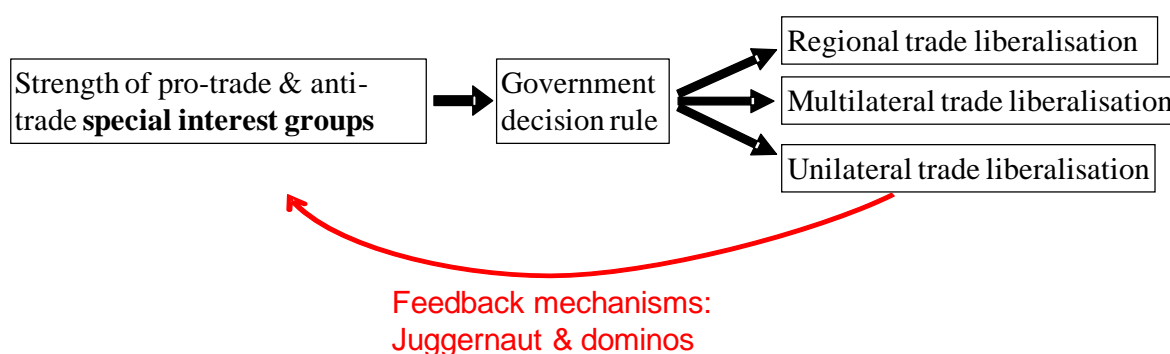 Strength of pro-trade & anti-
trade special interest groups
Government
decision rule
Regional trade liberalisation
Multilateral trade liberalisation
Unilateral trade liberalisation
Feedback mechanisms:
Juggernaut & dominos